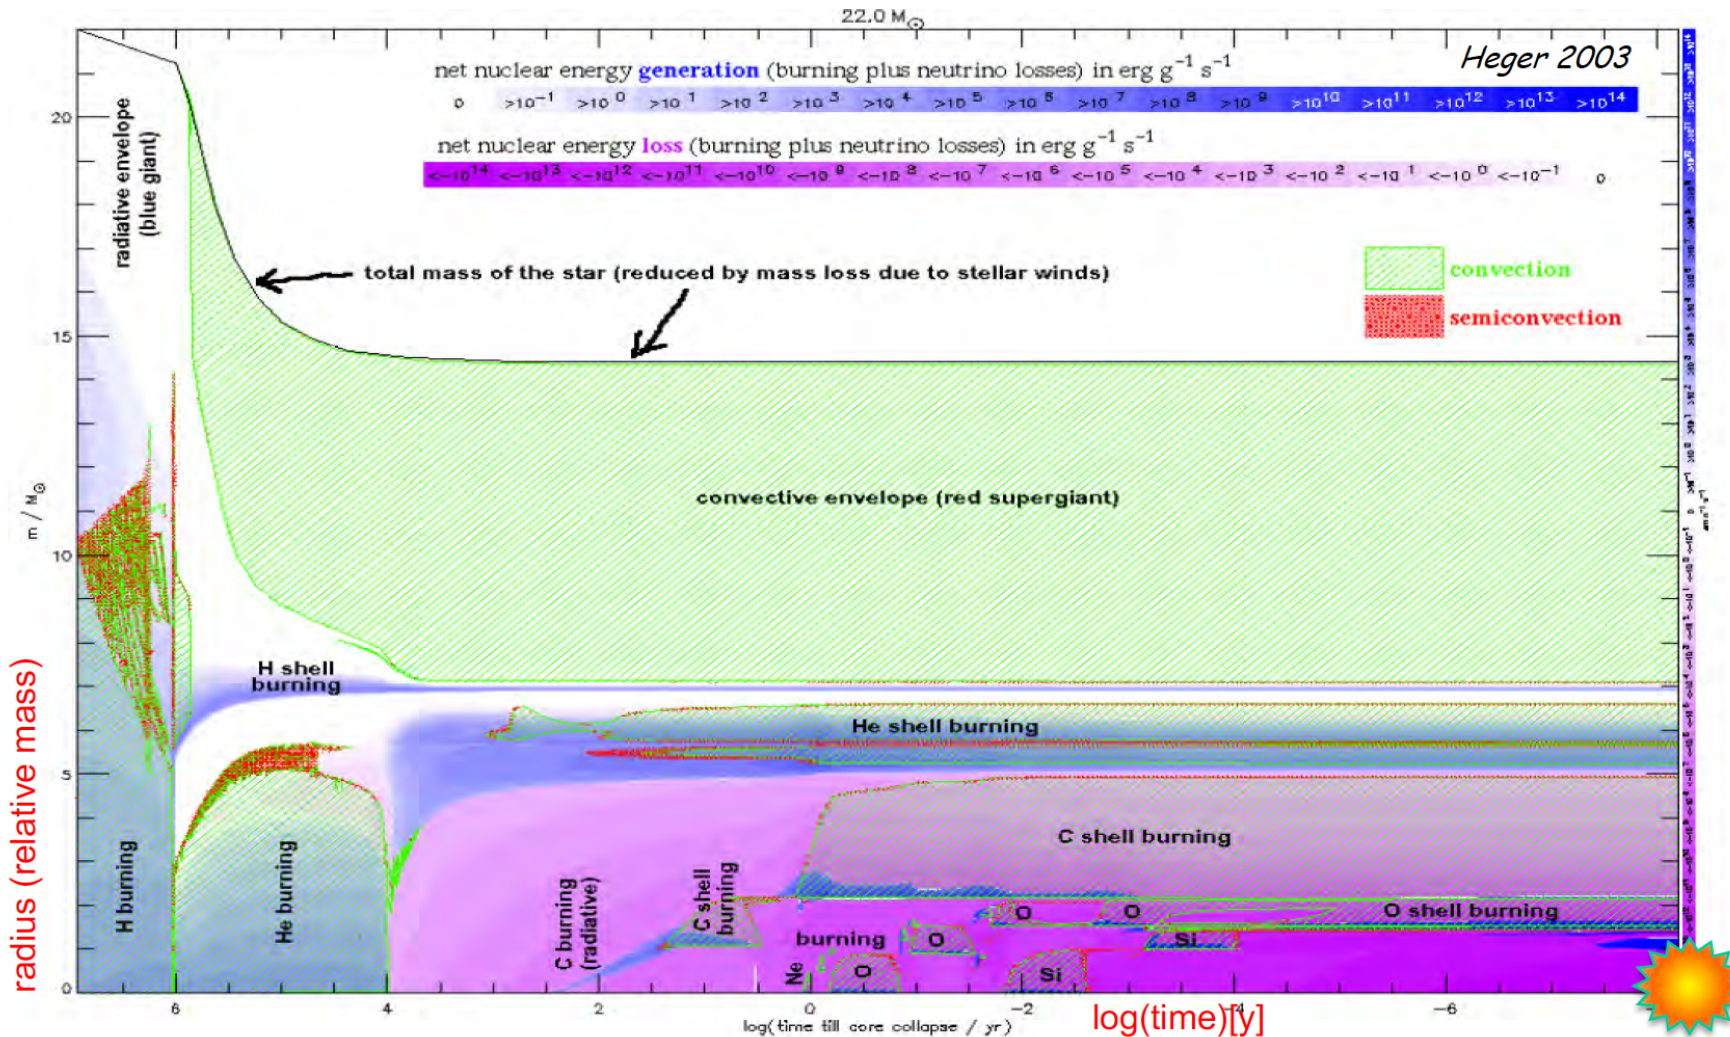 22.0 M☉
Heger 2003
net nuclear energy generation (burning plus neutrino losses) in erg g⁻¹ s⁻¹
0 >10⁻¹ >10⁰ >10¹ >10² >10³ >10⁴ >10⁵ >10⁶ >10⁷ >10⁸ >10⁹ >10¹⁰ >10¹¹ >10¹² >10¹³ >10¹⁴
net nuclear energy loss (burning plus neutrino losses) in erg g⁻¹ s⁻¹
<-10¹⁴ <-10¹³ <-10¹² <-10¹¹ <-10¹⁰ <-10⁹ <-10⁸ <-10⁷ <-10⁶ <-10⁵ <-10⁴ <-10³ <-10² <-10¹ <-10⁰ <-10⁻¹ 0
radiative envelope
(blue giant)
total mass of the star (reduced by mass loss due to stellar winds)
convection
semiconvection
convective envelope (red supergiant)
H shell
burning
He shell burning
C shell burning
H burning
He burning
C burning
(radiative)
C shell
burning
burning
Ne
O
O
O
O
O shell burning
Si
Si
20
15
10
5
0
m / M☉
radius (relative mass)
6 4 2 0 -2 -4 -6
log(time till core collapse / yr)
log(time)[y]